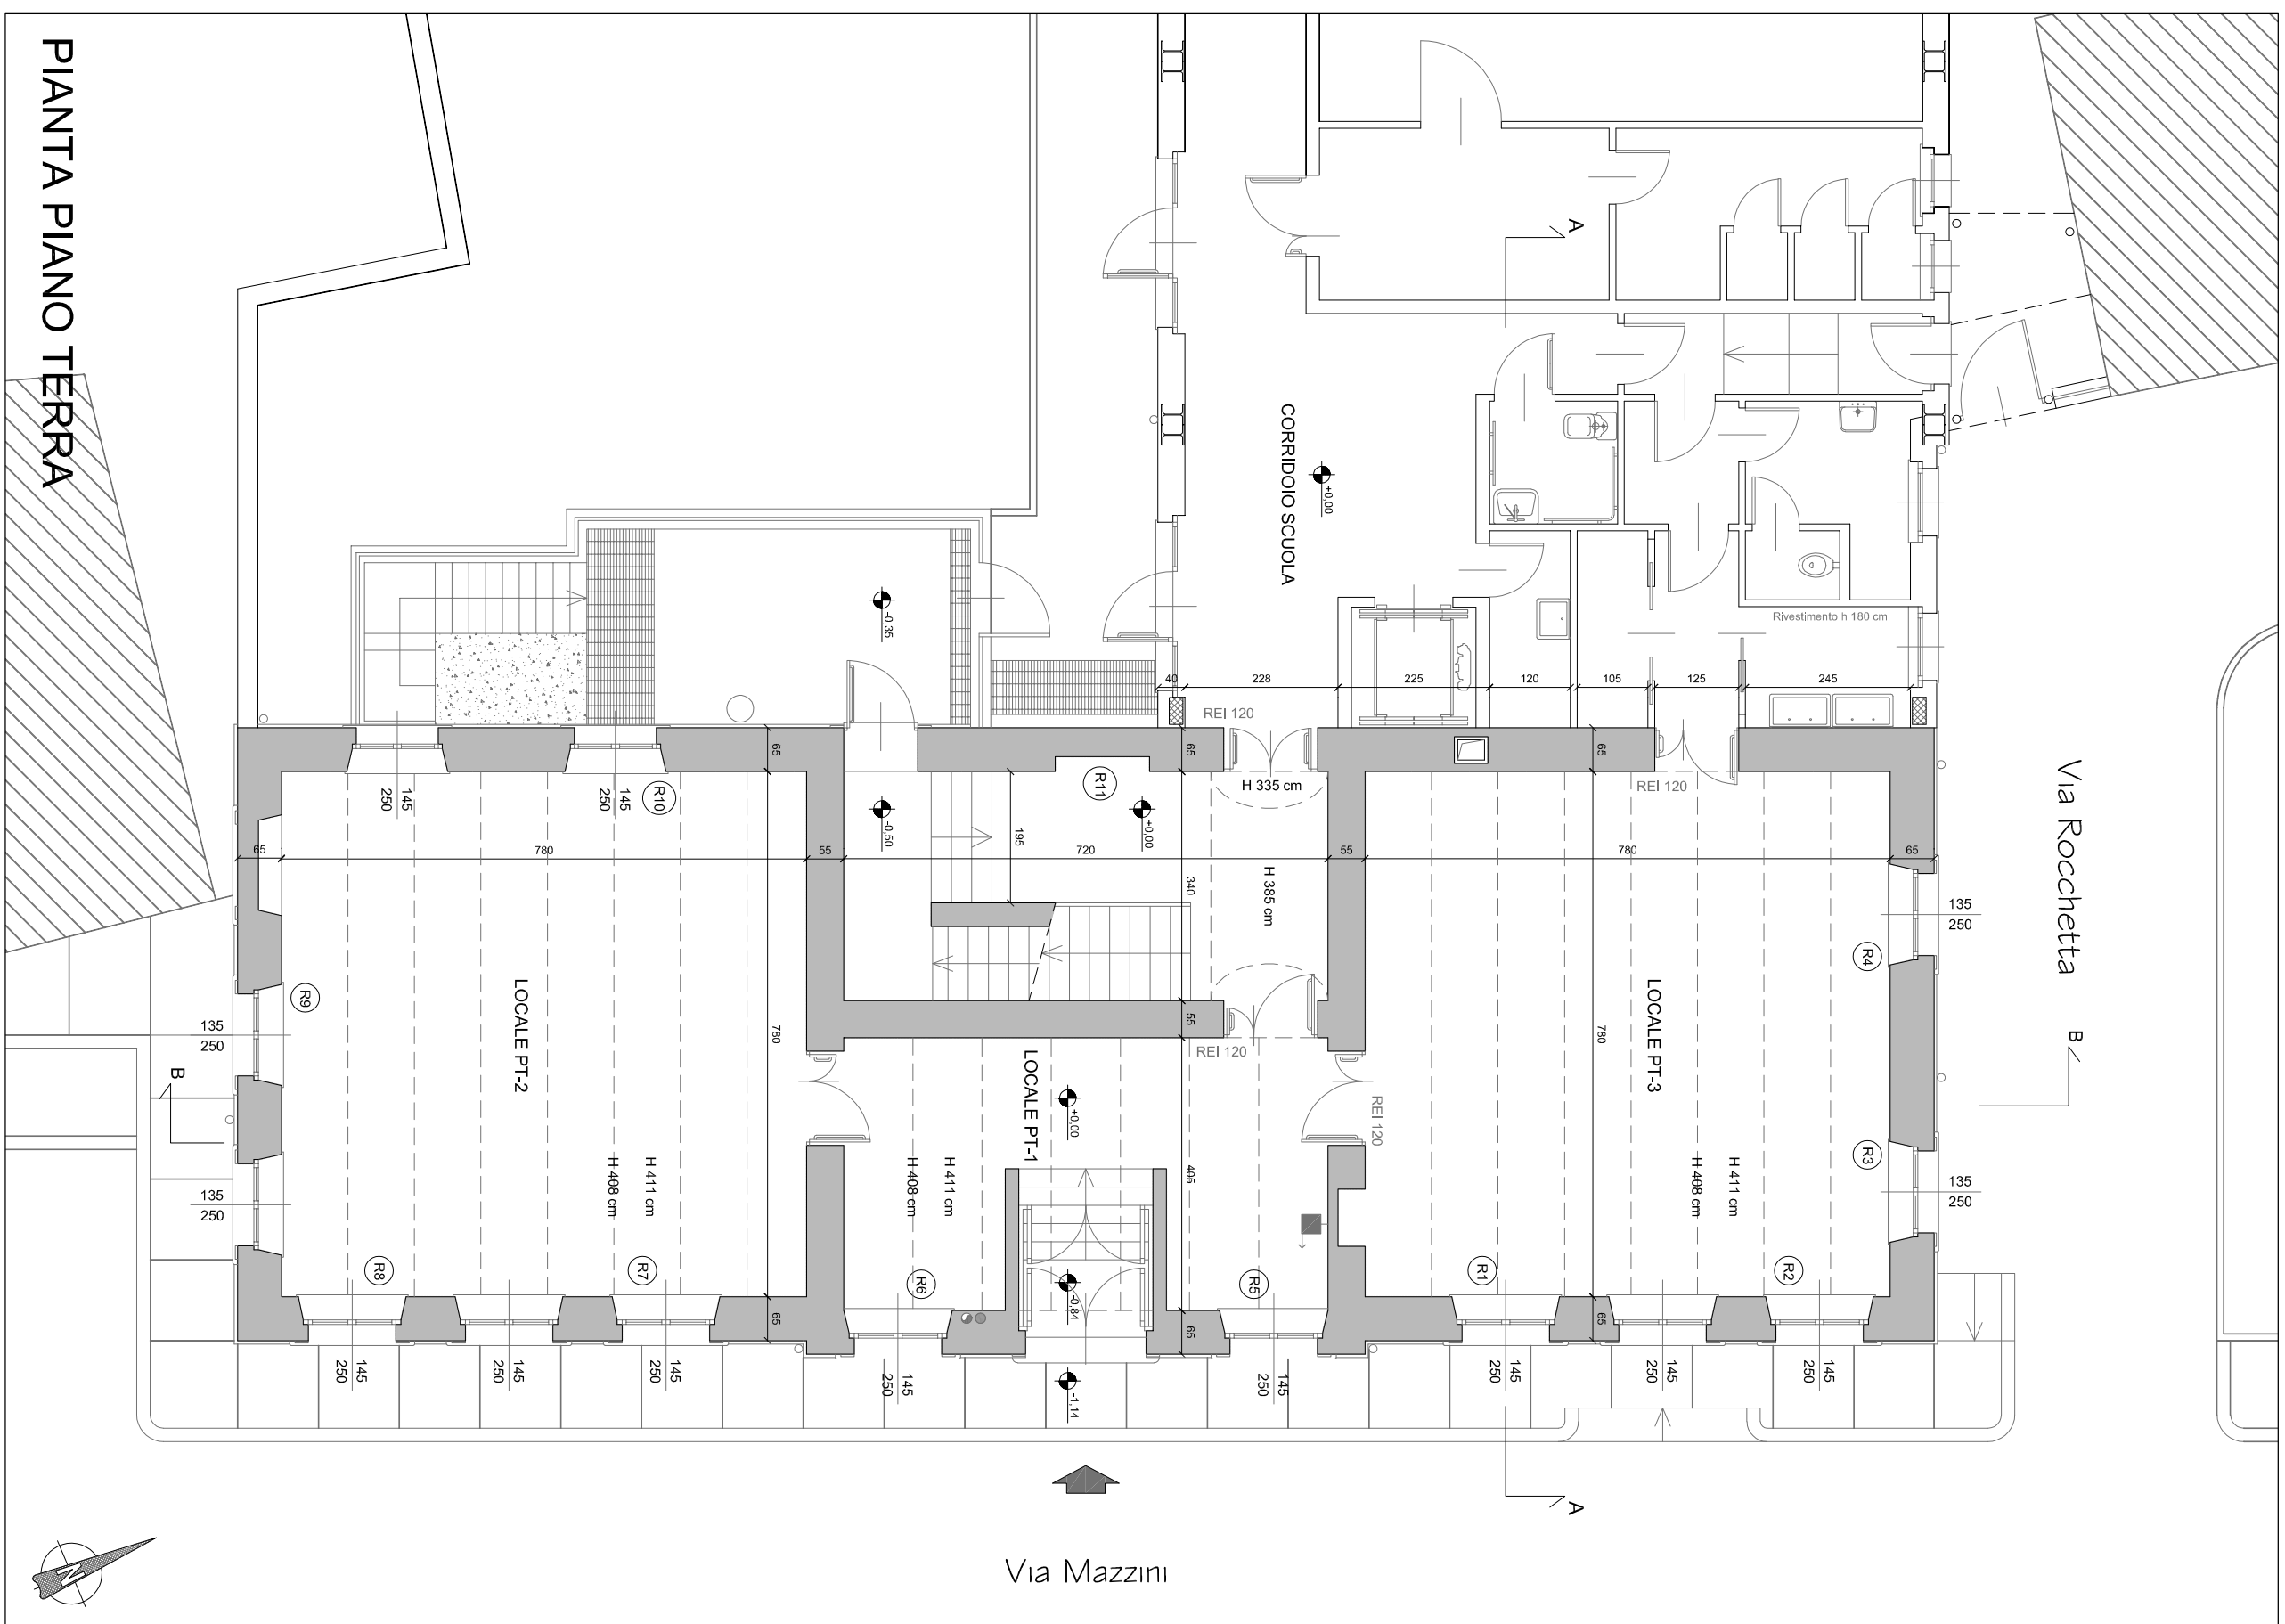 PIANTA PIANO TERRA
A
CORRIDOIO SCUOLA
+0,00
-0,35
Rivestimento h 180 cm
40
228
225
120
105
125
245
REI 120
65
65
65
H 335 cm
REI 120
145
250
145
250
R10
R11
-0,50
+0,00
195
Via Rocchetta
65
780
55
720
55
780
65
340
H 385 cm
135
250
R4
R9
LOCALE PT-2
LOCALE PT-3
135
250
780
55
780
REI 120
B
B
LOCALE PT-1
+0,00
REI 120
R3
135
250
135
250
H 408 cm
H 411 cm
H 408 cm
H 411 cm
405
H 408 cm
H 411 cm
R8
R7
R6
-0,84
R5
R1
R2
65
65
65
145
250
145
250
145
250
145
250
-1,14
145
250
145
250
145
250
145
250
A
Via Mazzini
N